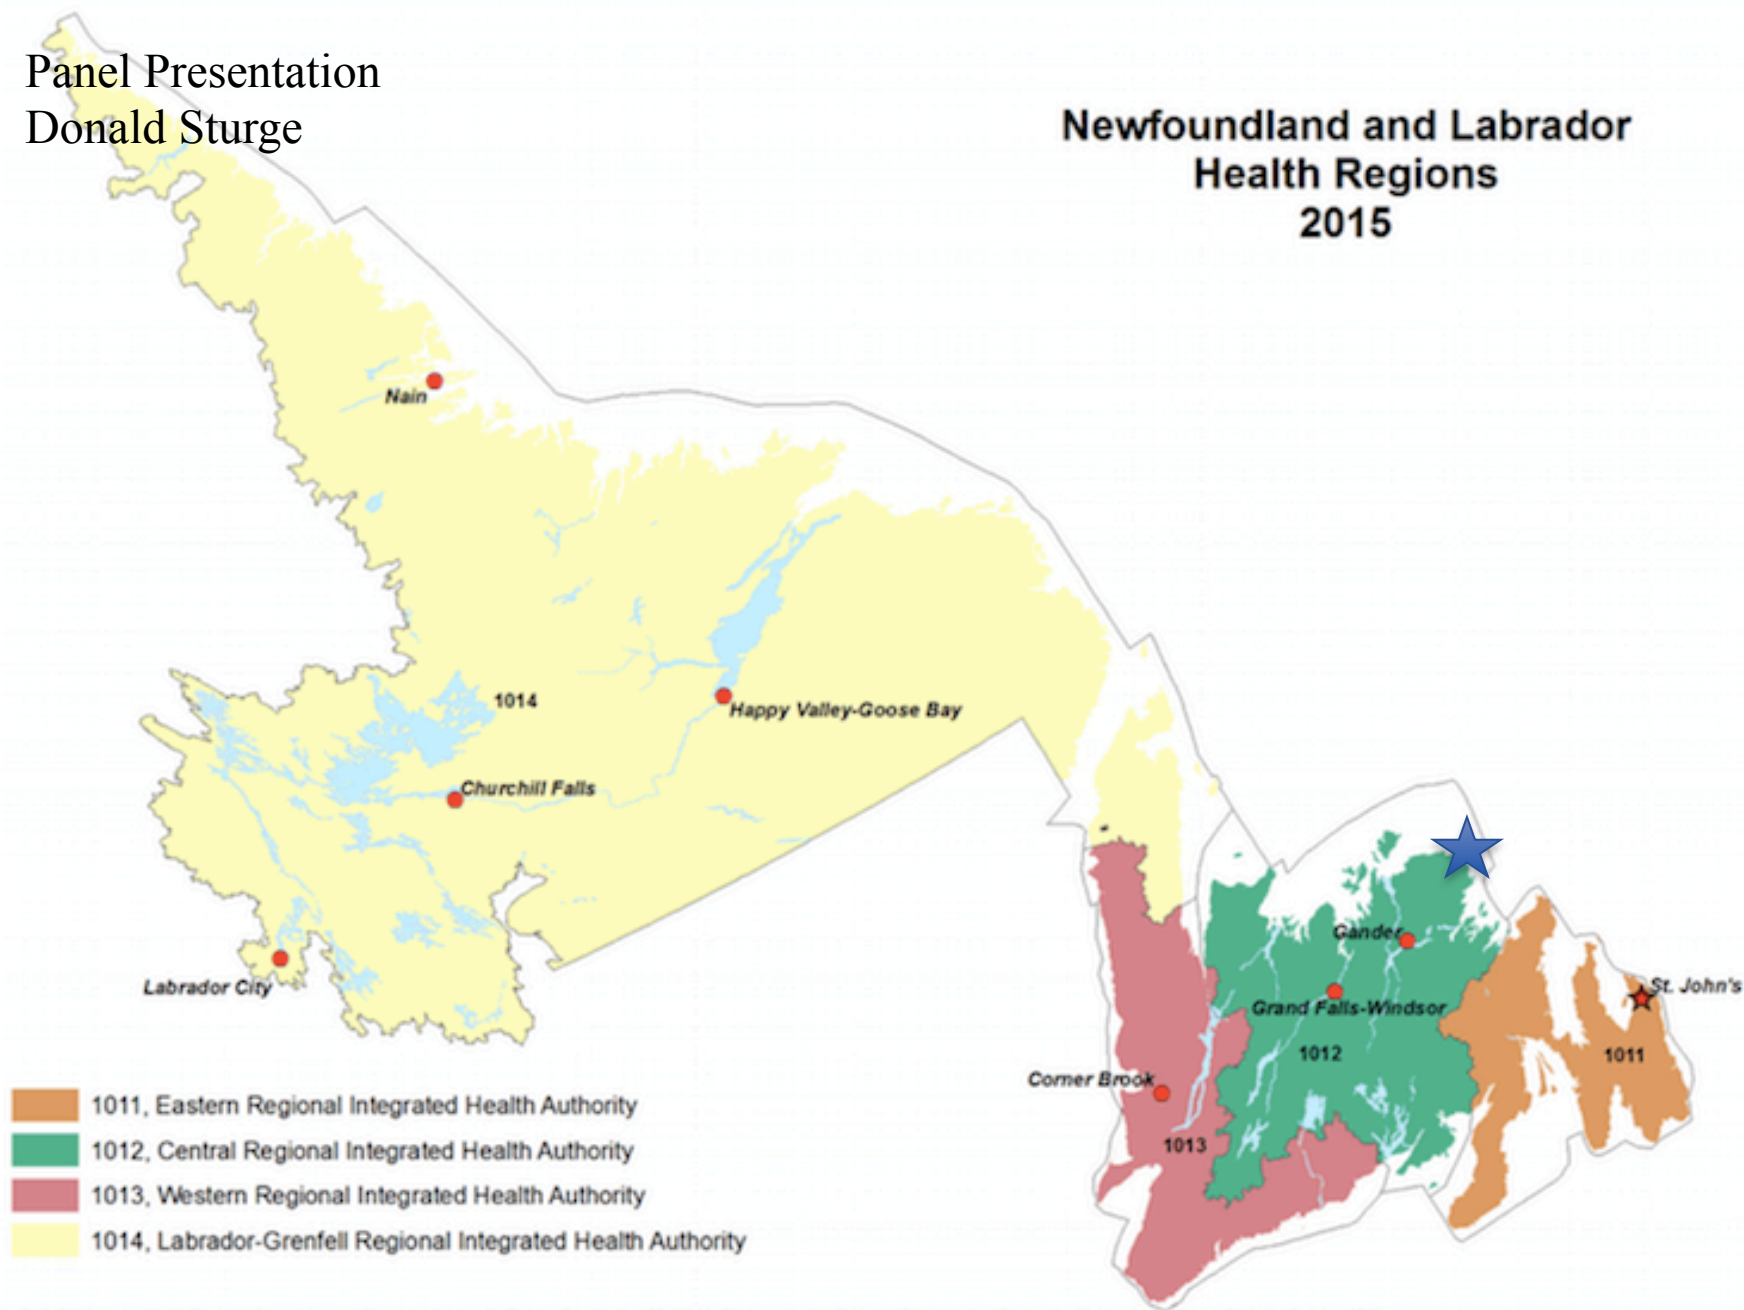 Panel Presentation
Donald Sturge
Newfoundland and Labrador
Health Regions
2015
Nain
1014
Happy Valley-Goose Bay
Churchill Falls
Labrador City
Gander
St. John's
Grand Falls-Windsor
1012
1011
Corner Brook
1013
1011, Eastern Regional Integrated Health Authority
1012, Central Regional Integrated Health Authority
1013, Western Regional Integrated Health Authority
1014, Labrador-Grenfell Regional Integrated Health Authority